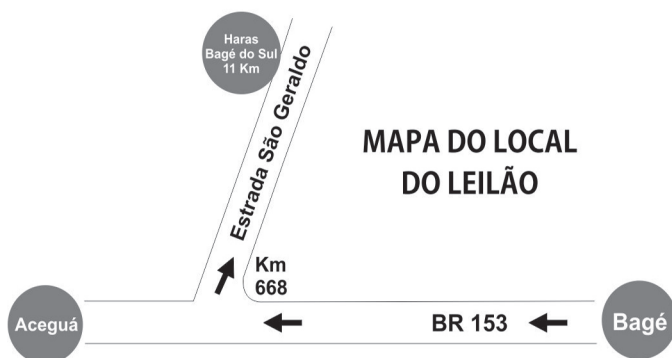 Haras
Bagé do Sul
11 Km
Estrada São Geraldo
MAPA DO LOCAL
DO LEILÃO
Km
668
Aceguá
BR 153
Bagé